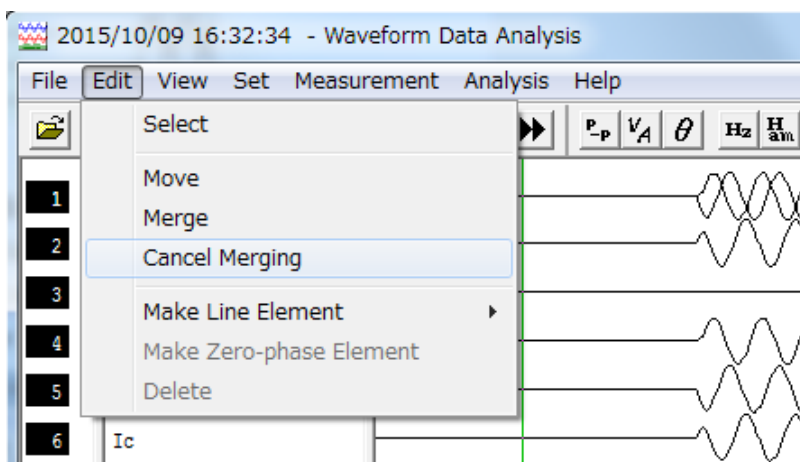 2015/10/09 16:32:34 - Waveform Data Analysis
File Edit View Set Measurement Analysis Help
P-P VA θ Hz Ham
Select
Move
Merge
Cancel Merging
Make Line Element
Make Zero-phase Element
Delete
1
2
3
4
5
6 Ic